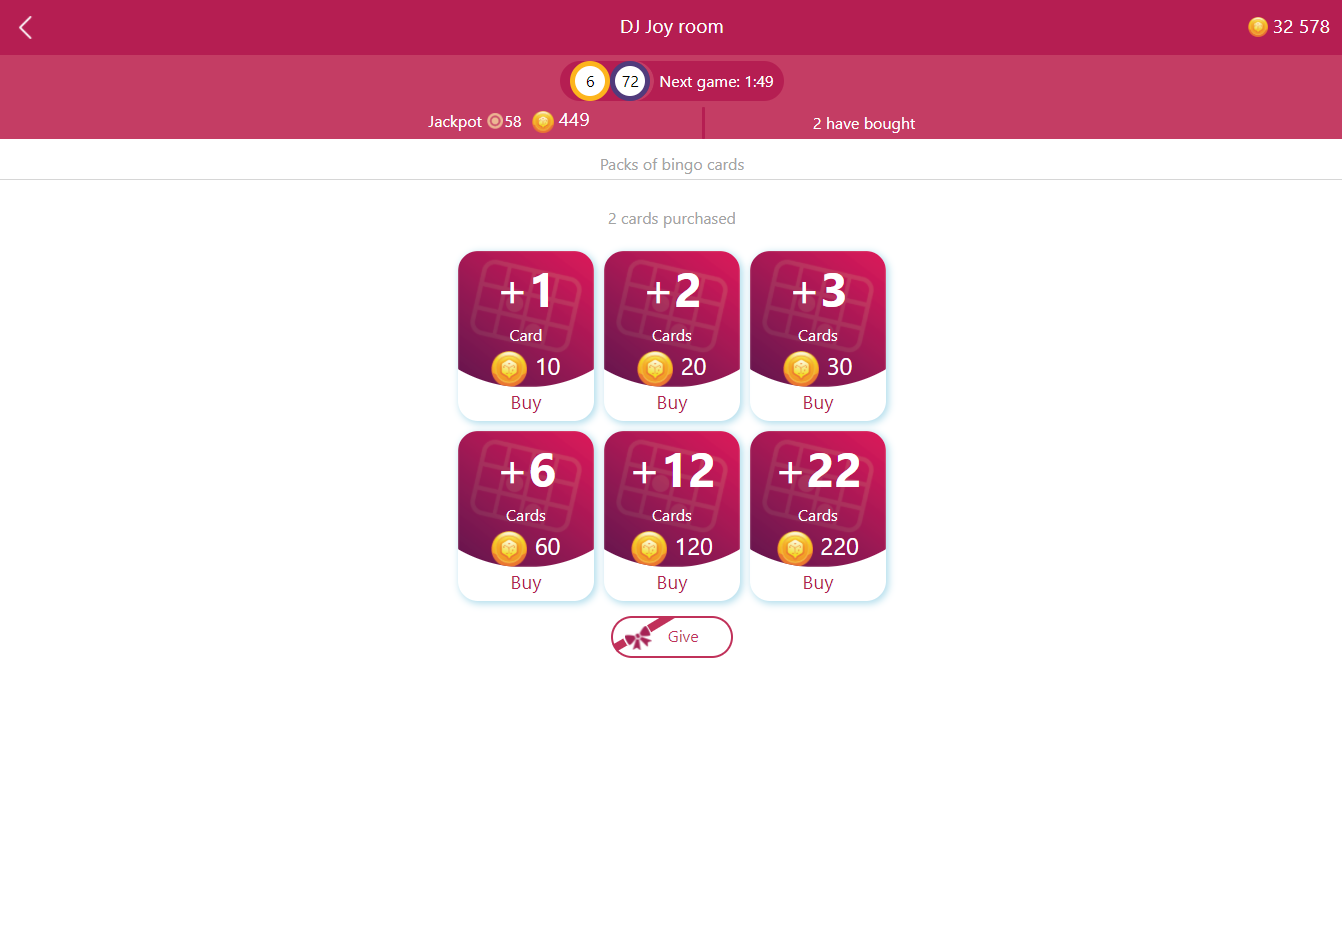 DJ Joy room
32 578
6 72 Next game: 1:49
Jackpot 58 449
2 have bought
Packs of bingo cards
2 cards purchased
+1
Card
10
Buy
+2
Cards
20
Buy
+3
Cards
30
Buy
+6
Cards
60
Buy
+12
Cards
120
Buy
+22
Cards
220
Buy
Give